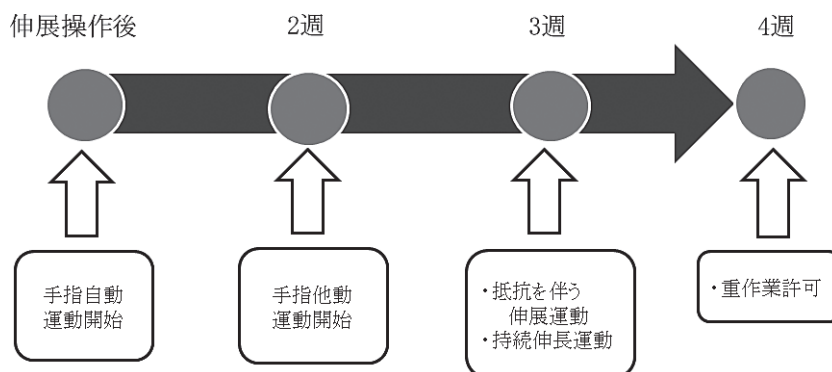 伸展操作後
2週
3週
4週
手指自動
運動開始
手指他動
運動開始
・抵抗を伴う
伸展運動
・持続伸長運動
・重作業許可